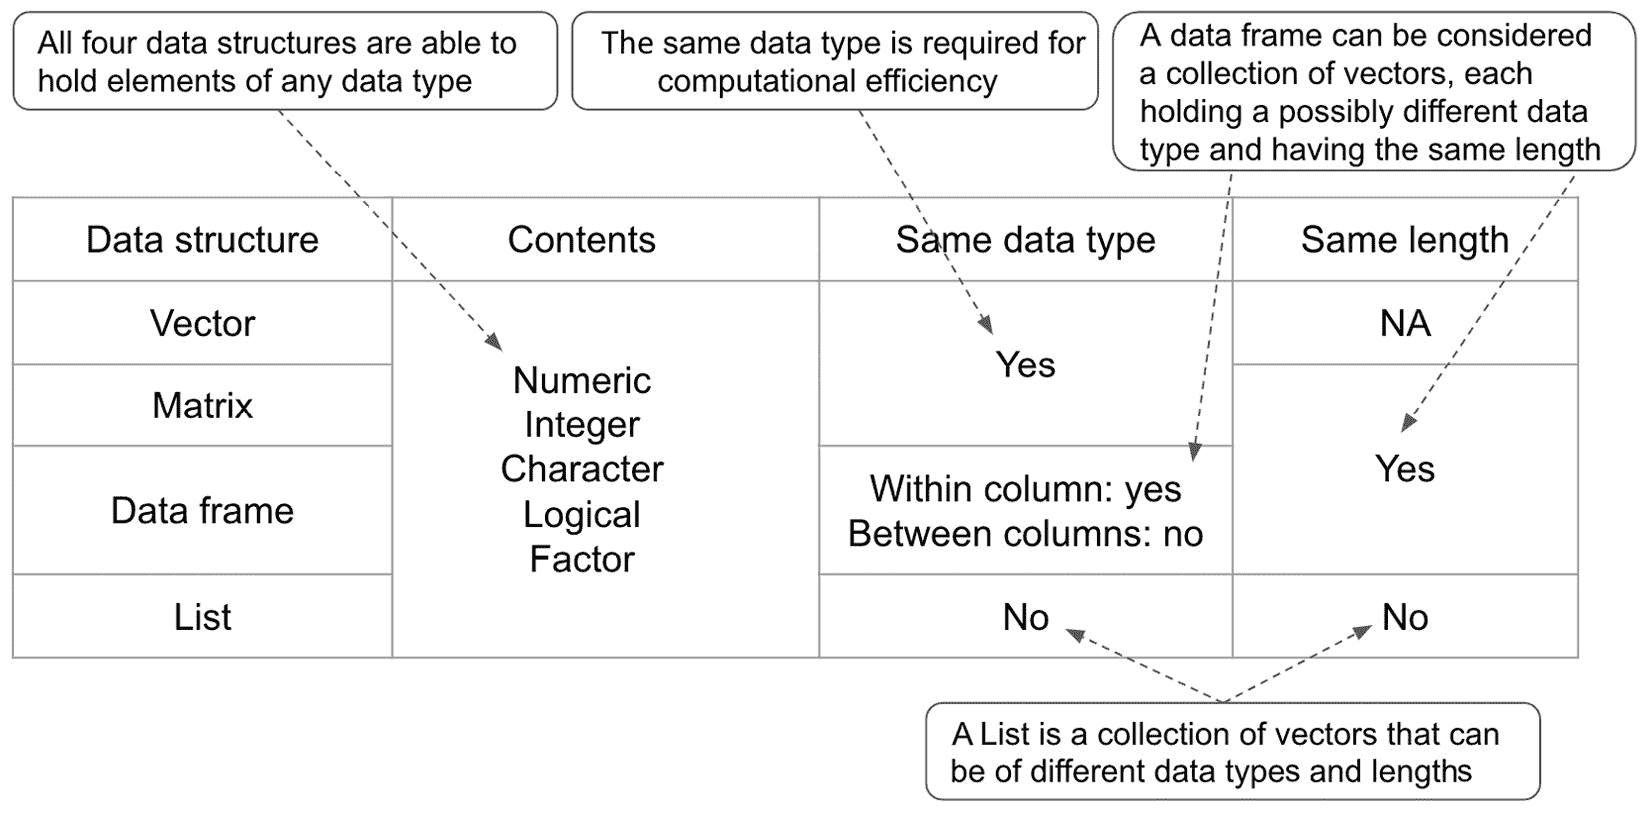 All four data structures are able to
hold elements of any data type
The same data type is required for
computational efficiency
A data frame can be considered
a collection of vectors, each
holding a possibly different data
type and having the same length
Data structure
Contents
Same data type
Same length
Vector
Matrix
Data frame
List
Numeric
Integer
Character
Logical
Factor
Yes
Within column: yes
Between columns: no
No
NA
Yes
No
A List is a collection of vectors that can
be of different data types and lengths